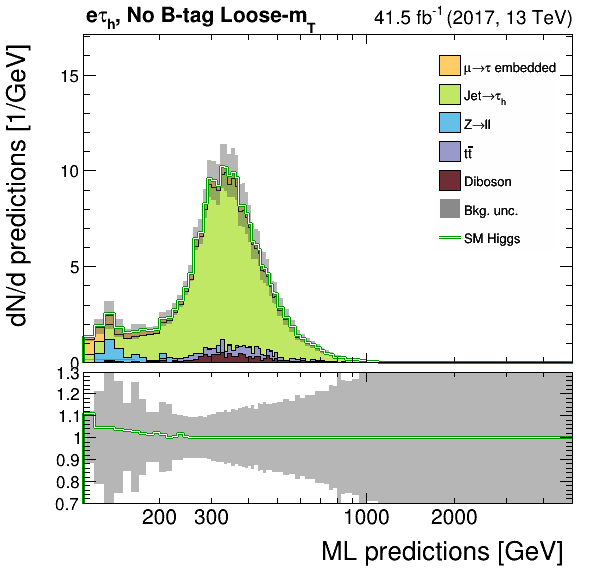 eτh, No B-tag Loose-mT
41.5 fb⁻¹ (2017, 13 TeV)
dN/d predictions [1/GeV]
15
10
5
0
μ→τ embedded
Jet→τh
Z→ll
tt̄
Diboson
Bkg. unc.
SM Higgs
1.3
1.2
1.1
1
0.9
0.8
0.7
200 300 1000 2000
ML predictions [GeV]